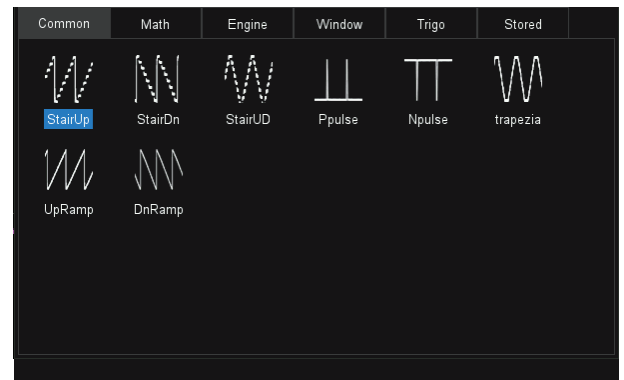 Common Math Engine Window Trigo Stored
StairUp StairDn StairUD Ppulse Npulse trapezia
UpRamp DnRamp